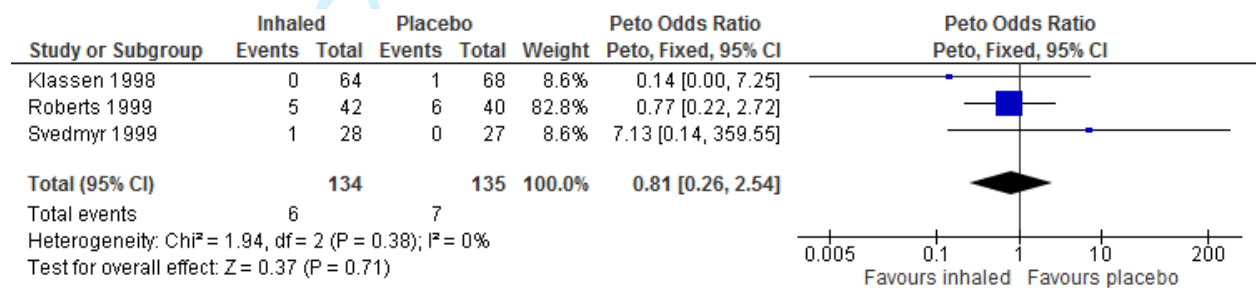 Inhaled Placebo Peto Odds Ratio Peto Odds Ratio
Study or Subgroup Events Total Events Total Weight Peto, Fixed, 95% CI Peto, Fixed, 95% CI
Klassen 1998 0 64 1 68 8.6% 0.14 [0.00, 7.25]
Roberts 1999 5 42 6 40 82.8% 0.77 [0.22, 2.72]
Svedmyr 1999 1 28 0 27 8.6% 7.13 [0.14, 359.55]
Total (95% CI) 134 135 100.0% 0.81 [0.26, 2.54]
Total events 6 7
Heterogeneity: Chi² = 1.94, df = 2 (P = 0.38); I² = 0%
Test for overall effect: Z = 0.37 (P = 0.71)
0.005 0.1 1 10 200
Favours inhaled Favours placebo